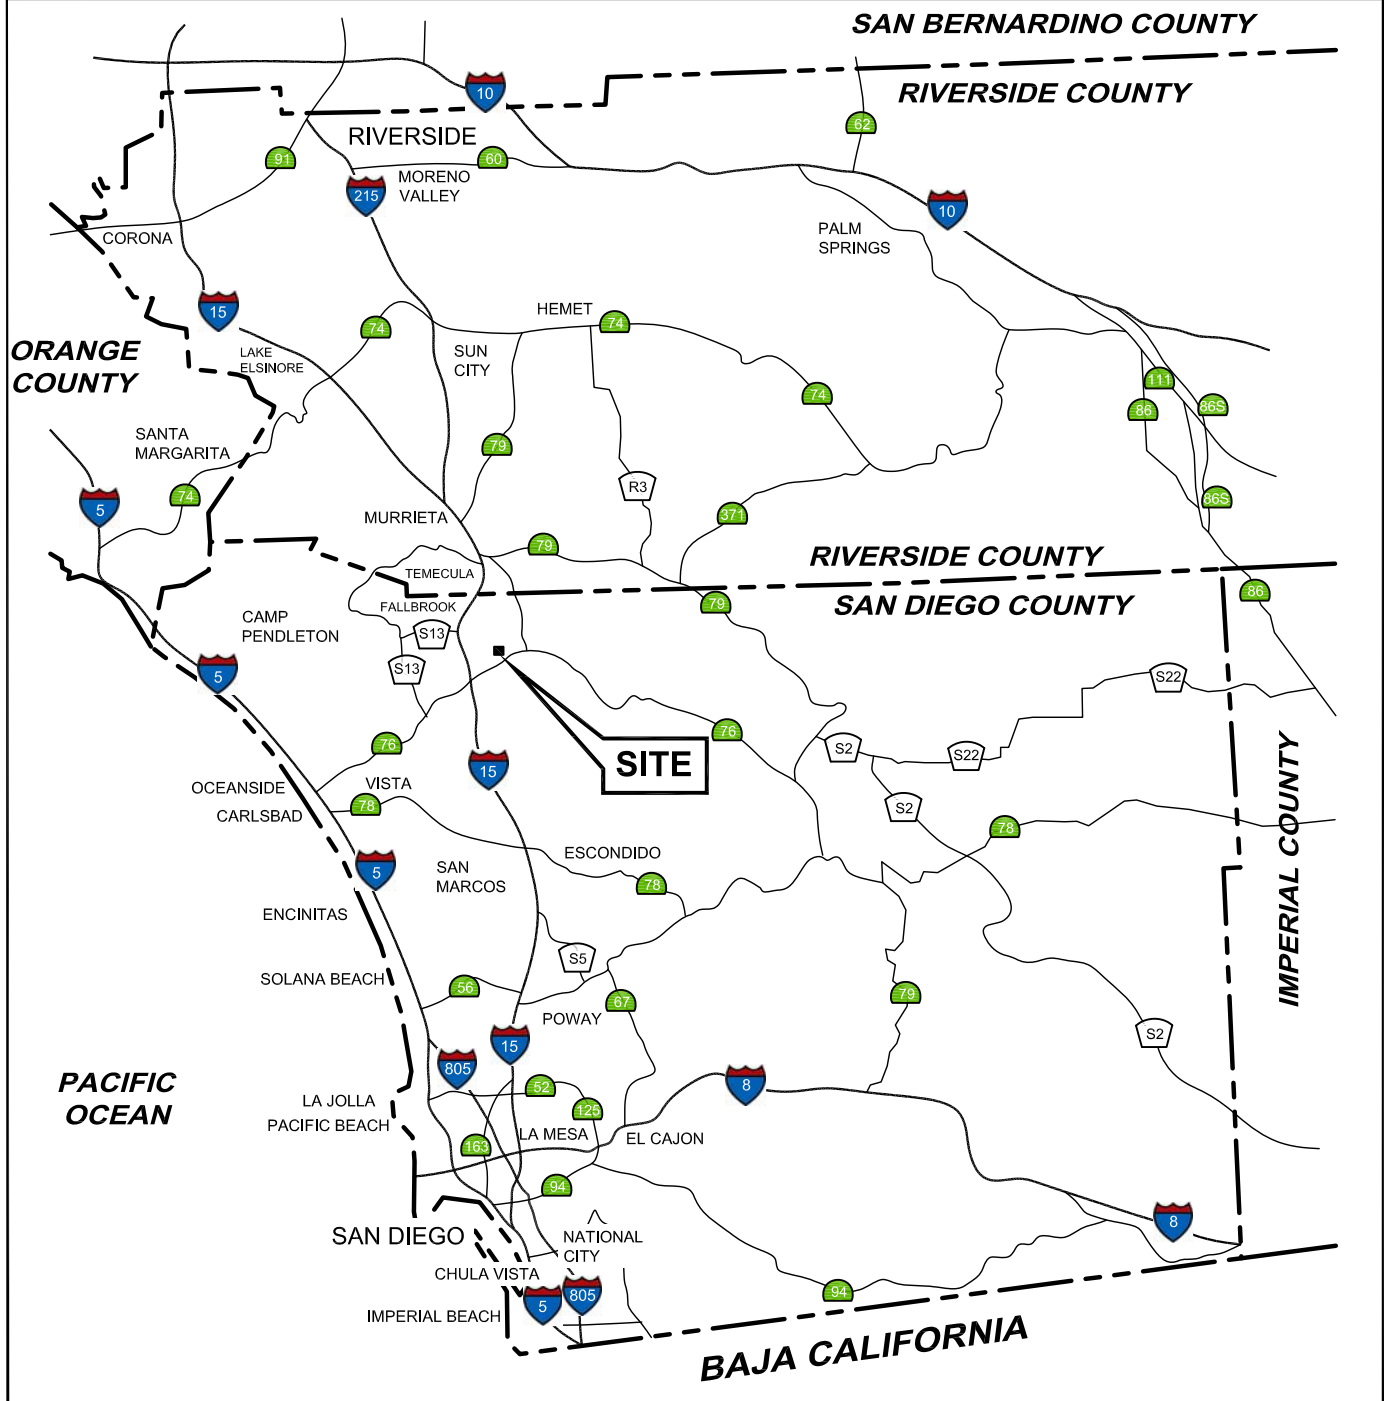 SAN BERNARDINO COUNTY
RIVERSIDE COUNTY
10
62
RIVERSIDE
91
60
MORENO
VALLEY
215
10
CORONA
PALM
SPRINGS
15
HEMET
74
74
ORANGE
COUNTY
LAKE
ELSINORE
SUN
CITY
74
111
86
86S
SANTA
MARGARITA
79
74
5
R3
86S
MURRIETA
371
79
RIVERSIDE COUNTY
TEMECULA
86
SAN DIEGO COUNTY
79
FALLBROOK
CAMP
PENDLETON
S13
S13
5
S22
76
76
S2
S22
SITE
15
OCEANSIDE
VISTA
CARLSBAD
78
S2
78
IMPERIAL COUNTY
ESCONDIDO
SAN
MARCOS
5
78
ENCINITAS
S5
SOLANA BEACH
56
67
79
POWAY
S2
15
805
PACIFIC
OCEAN
52
8
LA JOLLA
125
PACIFIC BEACH
LA MESA
EL CAJON
163
94
8
SAN DIEGO
NATIONAL
CITY
CHULA VISTA
94
805
5
IMPERIAL BEACH
BAJA CALIFORNIA